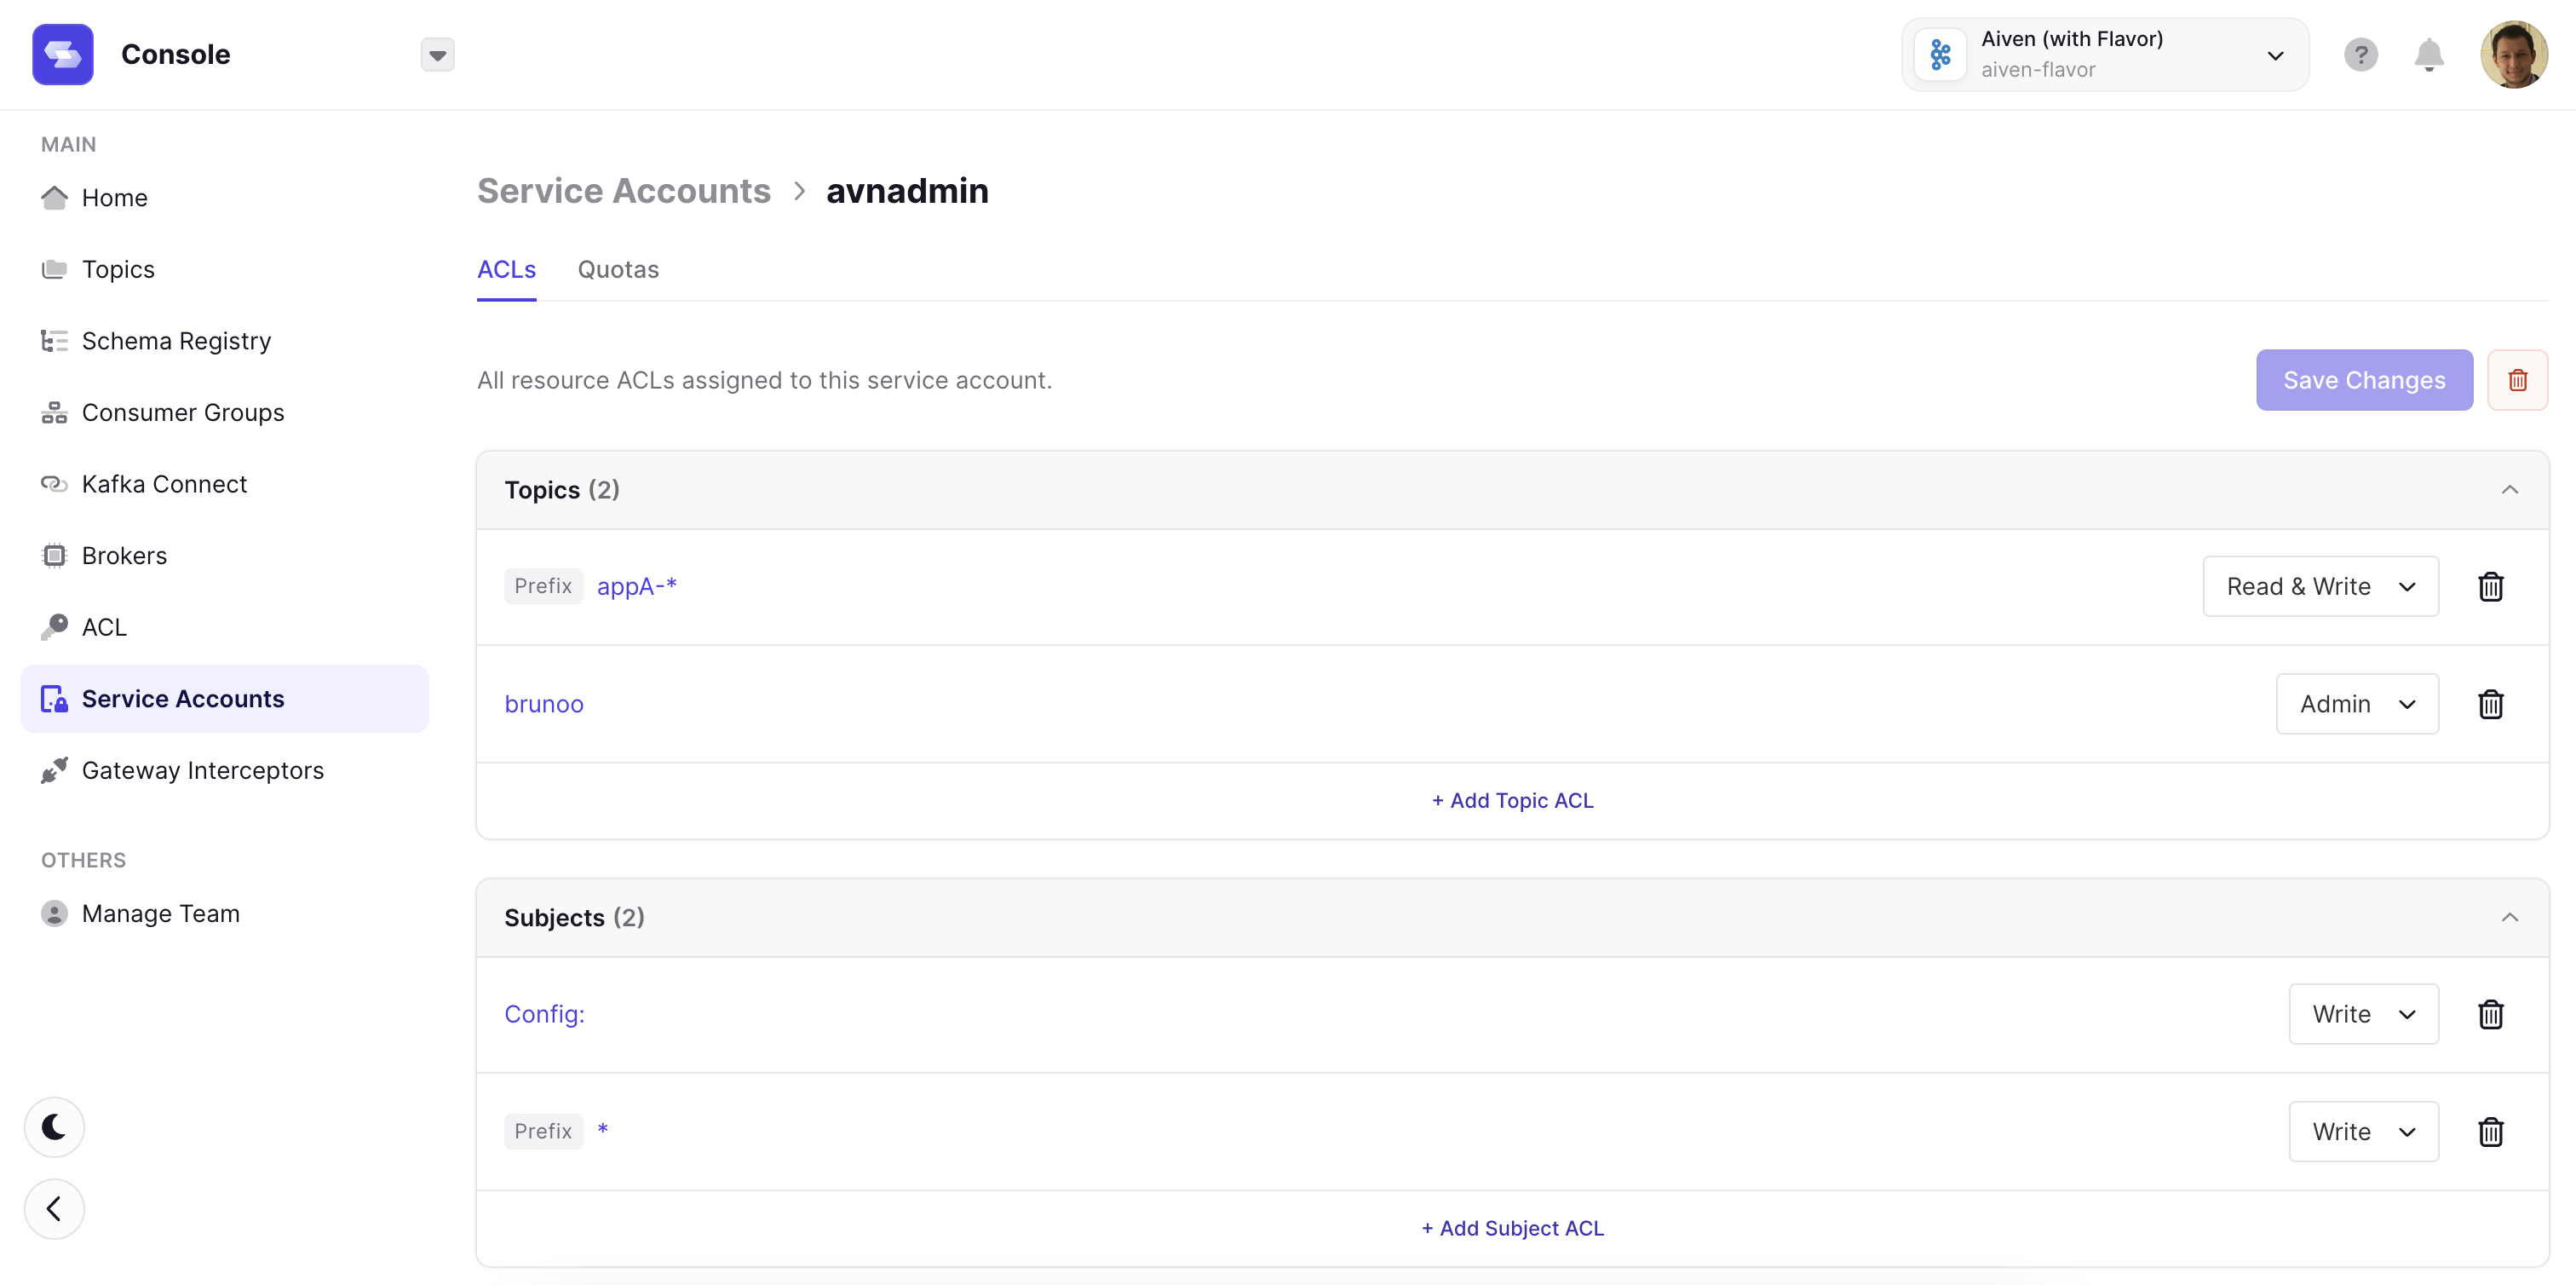 Console
Aiven (with Flavor)
aiven-flavor
?
MAIN
Home
Topics
Schema Registry
Consumer Groups
Kafka Connect
Brokers
ACL
Service Accounts
Gateway Interceptors
OTHERS
Manage Team
Service Accounts > avnadmin
ACLs Quotas
All resource ACLs assigned to this service account.
Save Changes
Topics (2)
Prefix appA-* Read & Write
brunoo Admin
+ Add Topic ACL
Subjects (2)
Config: Write
Prefix * Write
+ Add Subject ACL